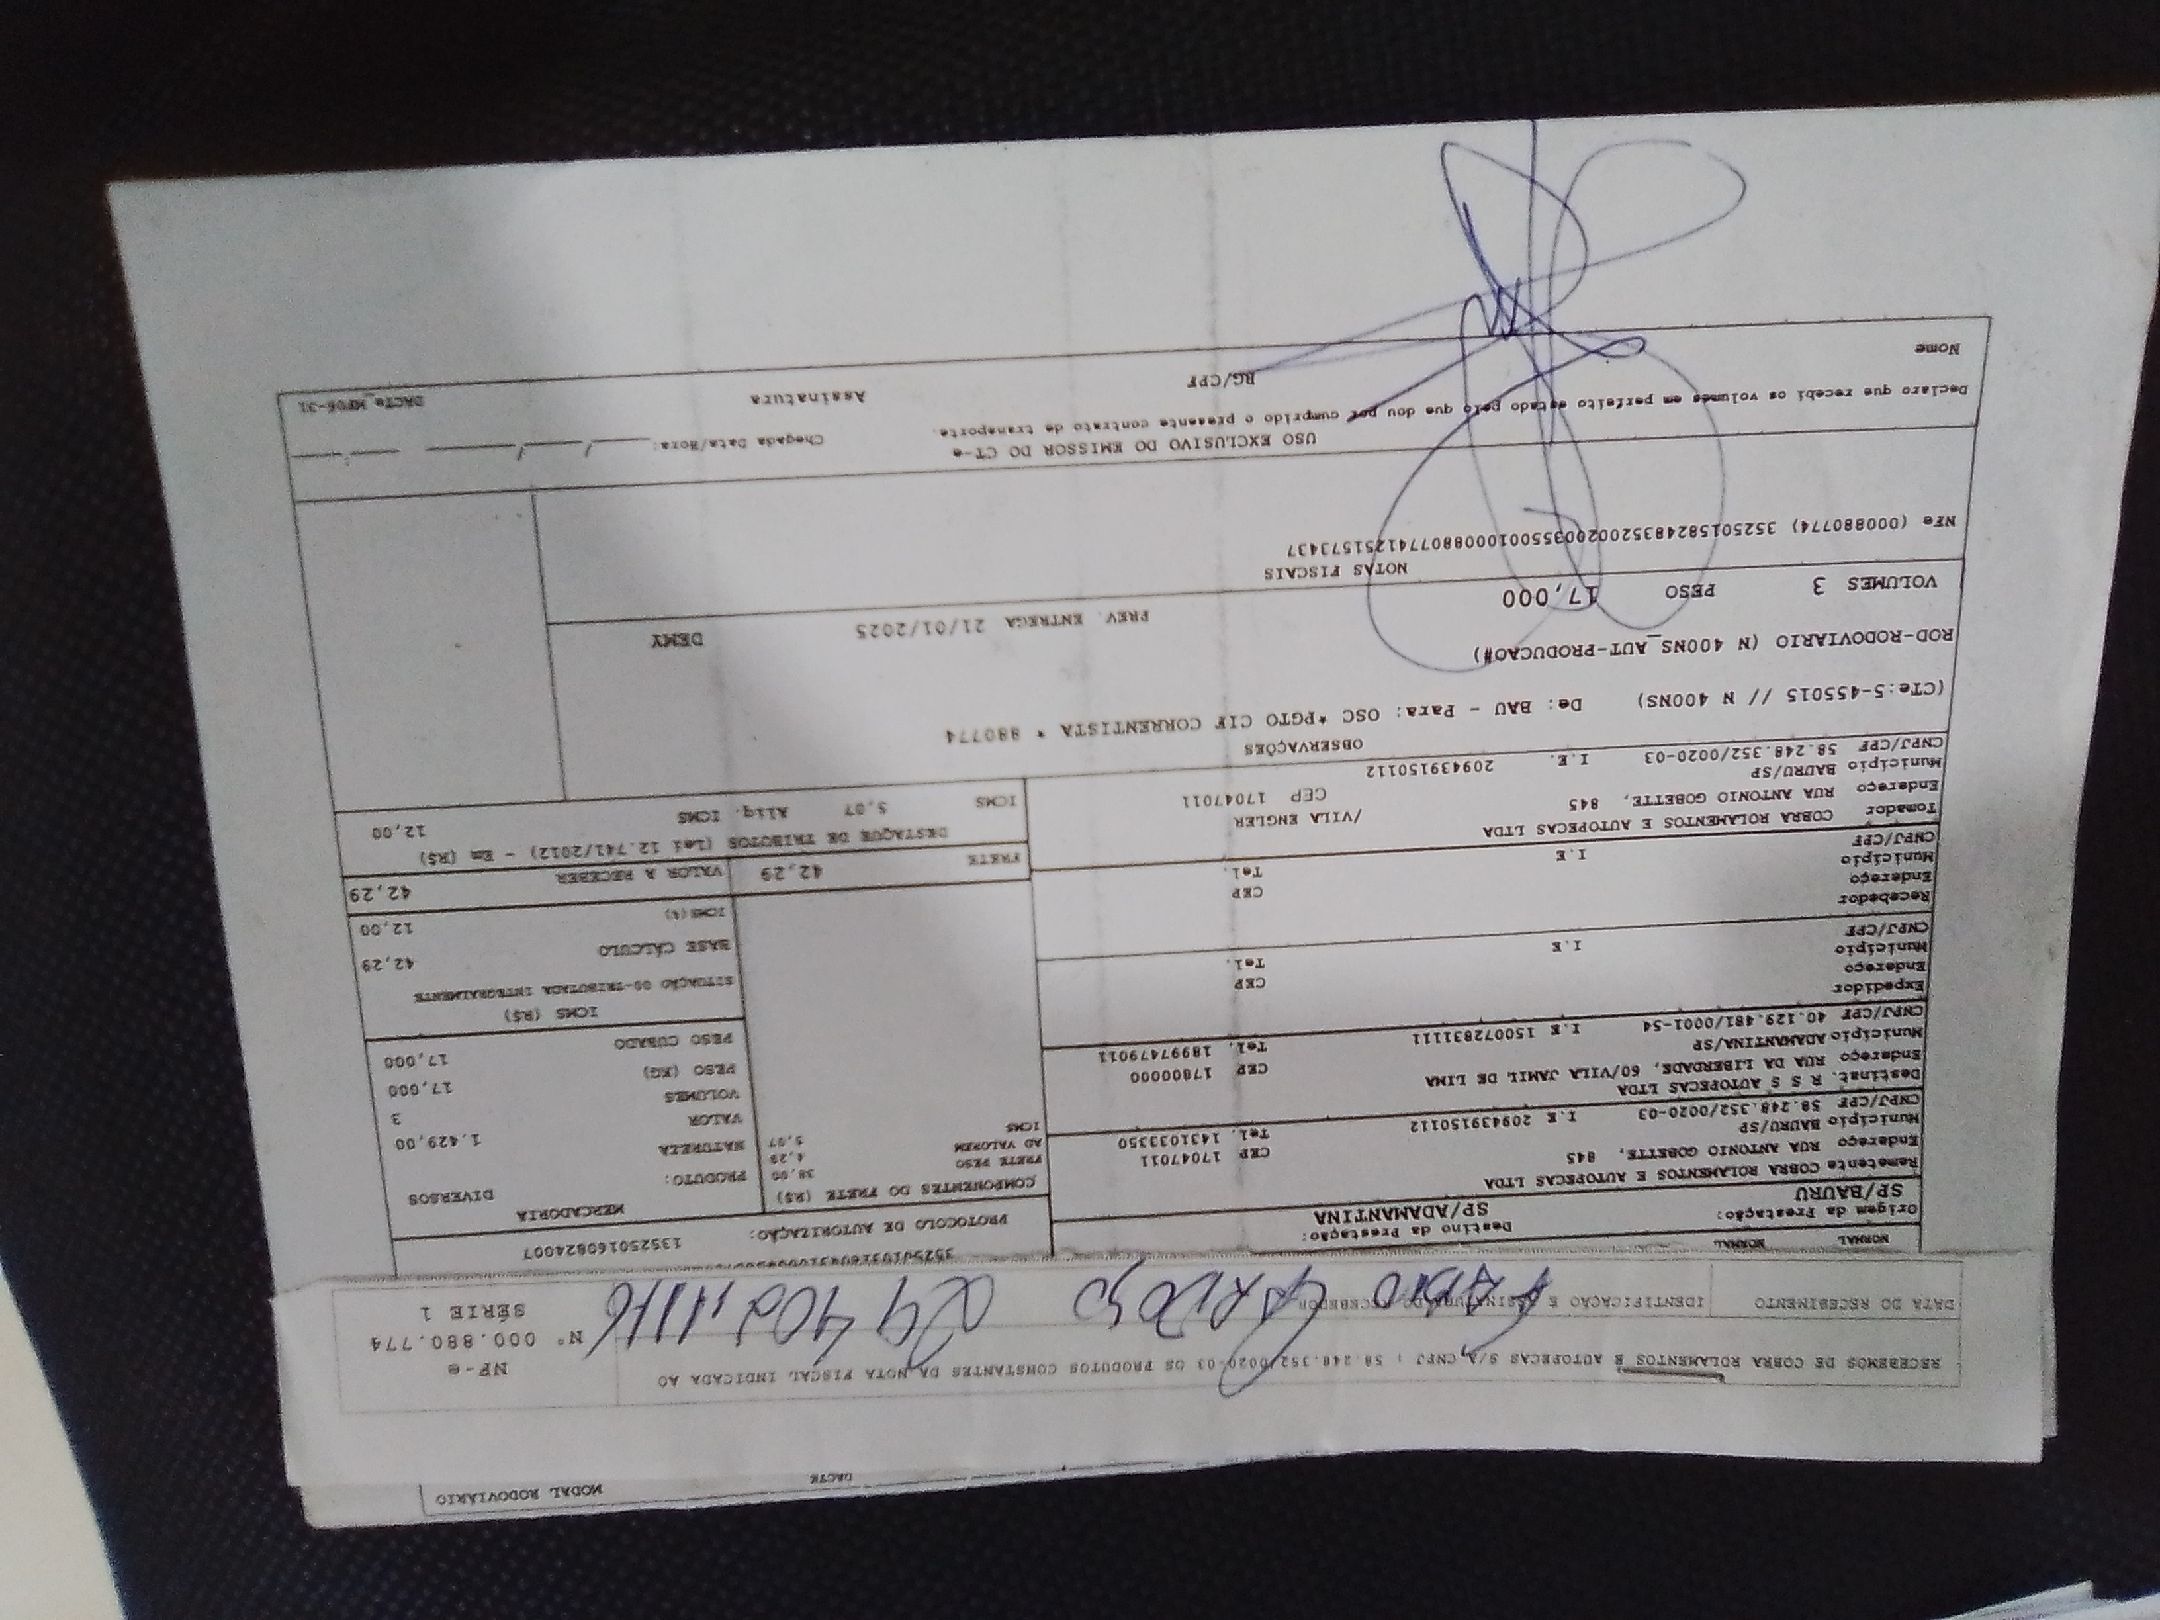 MODAL RODOVIÁRIO
DACTE
RECEBEMOS DE COBRA ROLAMENTOS E AUTOPECAS S/A CNPJ : 58.248.352/0020-03 OS PRODUTOS CONSTANTES DA NOTA FISCAL INDICADA AO
NF-e
Nº 000.880.774
SÉRIE 1
DATA DO RECEBIMENTO
IDENTIFICAÇÃO E ASSINATURA DO RECEBEDOR
NORMAL NORMAL
PROTOCOLO DE AUTORIZAÇÃO: 135250160824007
Origem da Prestação: Destino da Prestação:
SP/BAURU SP/ADAMANTINA
Remetente COBRA ROLAMENTOS E AUTOPECAS LTDA
Endereço RUA ANTONIO GOBETTE, 845 CEP 17047011
Município BAURU/SP Tel. 1431033350
CNPJ/CPF 58.248.352/0020-03 I.E 209439150112
Destinat. R S S AUTOPECAS LTDA
Endereço RUA DA LIBERDADE, 60/VILA JAMIL DE LIMA CEP 17800000
Município ADAMANTINA/SP Tel. 18997479011
CNPJ/CPF 40.129.481/0001-54 I.E 150072831111
Expedidor
Endereço CEP
Município Tel.
CNPJ/CPF I.E
Recebedor
Endereço CEP
Município Tel.
CNPJ/CPF I.E
Tomador COBRA ROLAMENTOS E AUTOPECAS LTDA
Endereço RUA ANTONIO GOBETTE, 845 /VILA ENGLER
Município BAURU/SP CEP 17047011
CNPJ/CPF 58.248.352/0020-03 I.E. 209439150112
COMPONENTES DO FRETE (R$)
FRETE PESO 38,00
AD VALOREM 4,29
ICMS 5,07
FRETE 42,29
MERCADORIA
PRODUTO: DIVERSOS
NATUREZA
VALOR 1.429,00
VOLUMES 3
PESO (KG) 17,000
PESO CUBADO 17,000
ICMS (R$)
SITUAÇÃO 00-TRIBUTADA INTEGRALMENTE
BASE CÁLCULO 42,29
ICMS(%) 12,00
VALOR A RECEBER 42,29
DESTAQUE DE TRIBUTOS (Lei 12.741/2012) - Em (R$)
ICMS 5,07 Aliq. ICMS 12,00
OBSERVAÇÕES
(CTe:5-455015 // N 400NS) De: BAU - Para: OSC *PGTO CIF CORRENTISTA * 880774
ROD-RODOVIARIO (N 400NS_AUT-PRODUCAO#)
VOLUMES 3 PESO 17,000 PREV. ENTREGA 21/01/2025 DEMY
NOTAS FISCAIS
NFe (000880774) 35250158248352002003550010008807741251573437
USO EXCLUSIVO DO EMISSOR DO CT-e
Declaro que recebi os volumes em perfeito estado pelo que dou por cumprido o presente contrato de transporte.
Chegada Data/Hora:
Nome RG/CPF Assinatura DACTe_MP06-31